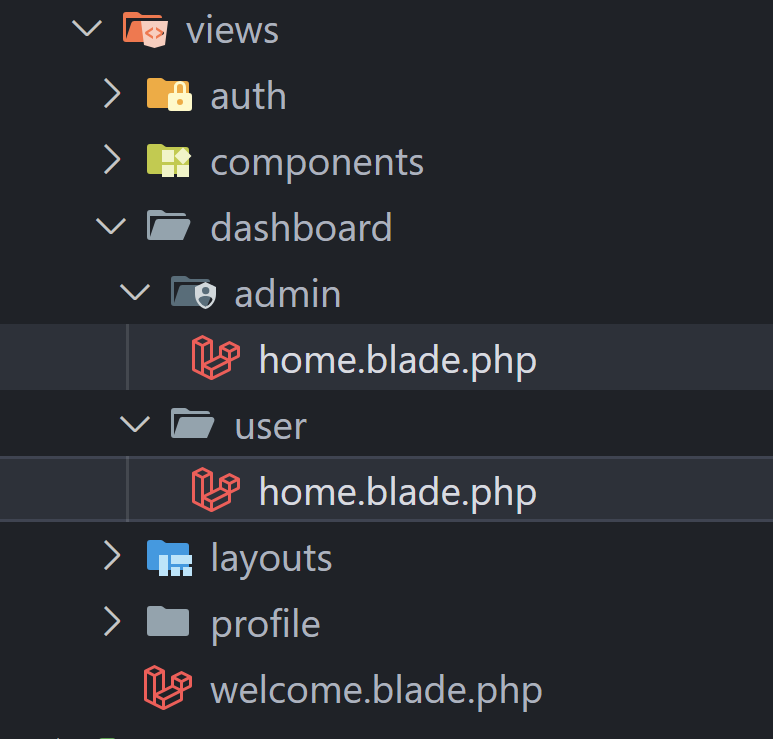 views
auth
components
dashboard
admin
home.blade.php
user
home.blade.php
layouts
profile
welcome.blade.php